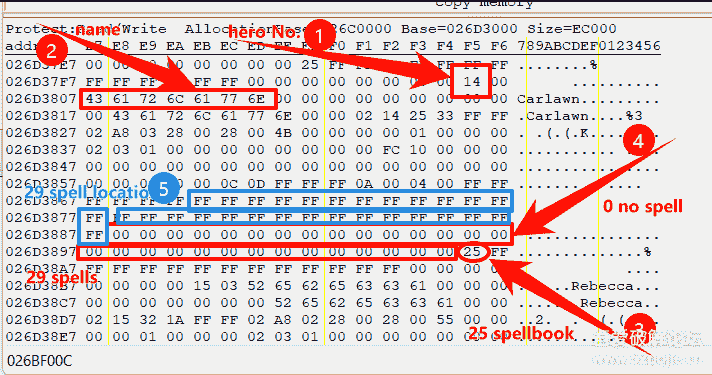 Copy memory
Protect: Write Allocation 26C0000 Base=026D3000 Size=EC000
name
hero No.
1
2
E8 E9 EA EB EC F0 F1 F2 F3 F4 F5 F6 789ABCDEF0123456
026D37E7 00 00 00 00 00 25 FF FF ........%
026D37F7 FF FF FF FF FF 00 00 14 00 ..........
026D3807 43 61 72 6C 61 77 6E 00 00 00 00 00 00 00 00 00 Carlawn.........
026D3817 00 43 61 72 6C 61 77 6E 00 00 02 14 25 33 FF FF .Carlawn....%3
026D3827 02 A8 03 28 00 28 00 4B 00 00 00 00 01 00 00 00 . .(.(.K........
026D3837 02 03 01 00 00 00 00 00 00 00 00 FC 10 00 00 00
026D3847 00 00 00 00 00 00 00 00 00 00 00 00
026D3857 00 00 0C 0D FF FF FF 0A 00 04 00 FF FF
4
29 spell location
5
FF FF FF FF FF FF FF FF FF FF FF FF
026D3877 FF FF FF FF FF FF FF FF FF FF FF FF FF FF FF FF
0 no spell
026D3887 FF 00 00 00 00 00 00 00 00 00 00 00 00 00 00
026D3897 00 00 00 00 00 00 00 00 00 00 00 00 00 00 25 FF %
29 spells
026D38A7 FF FF FF FF FF FF FF FF FF FF FF FF 00 00 00 00 ....
00 00 00 00 15 03 52 65 62 65 63 63 61 00 00 00 ......Rebecca...
026D38C7 00 00 00 00 00 00 00 52 65 62 65 63 63 61 00 00 Rebecca..
026D38D7 02 15 32 1A FF FF 02 A8 02 28 00 28 00 55 00 00
3
25 spellbook
026D38E7 00 00 01 00 00 00 02 03 01 00 00 00 00 00 00 00
026BF00C